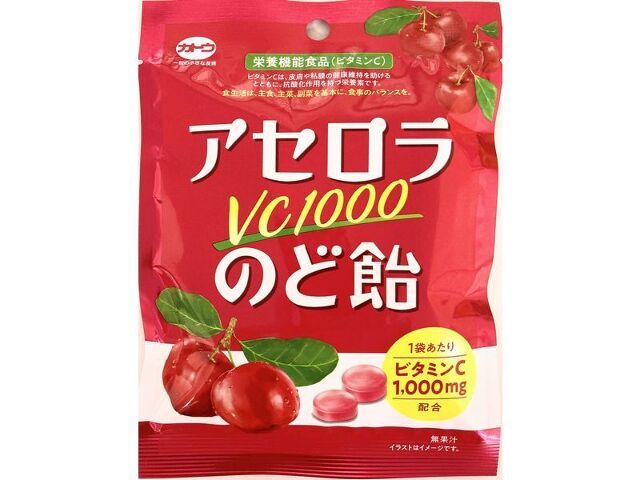 カトウ
栄養機能食品(ビタミンC)
ビタミンCは、皮膚や粘膜の健康維持を助ける
とともに、抗酸化作用を持つ栄養素です。
食生活は、主食、主菜、副菜を基本に、食事のバランスを。
アセロラ
VC1000
のど飴
1袋あたり
ビタミンC
1,000mg
配合
無果汁
イラストはイメージです。